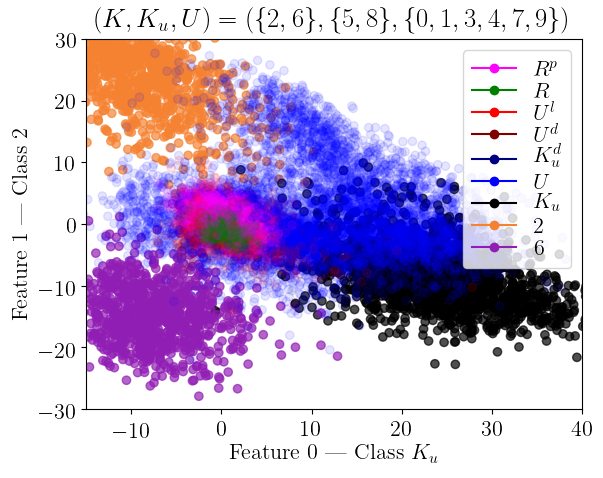 (K, K_u, U) = ({2, 6}, {5, 8}, {0, 1, 3, 4, 7, 9})
30
20
10
0
−10
−20
−30
Feature 1 — Class 2
R^p
R
U^l
U^d
K_u^d
U
K_u
2
6
−10
0
10
20
30
40
Feature 0 — Class K_u